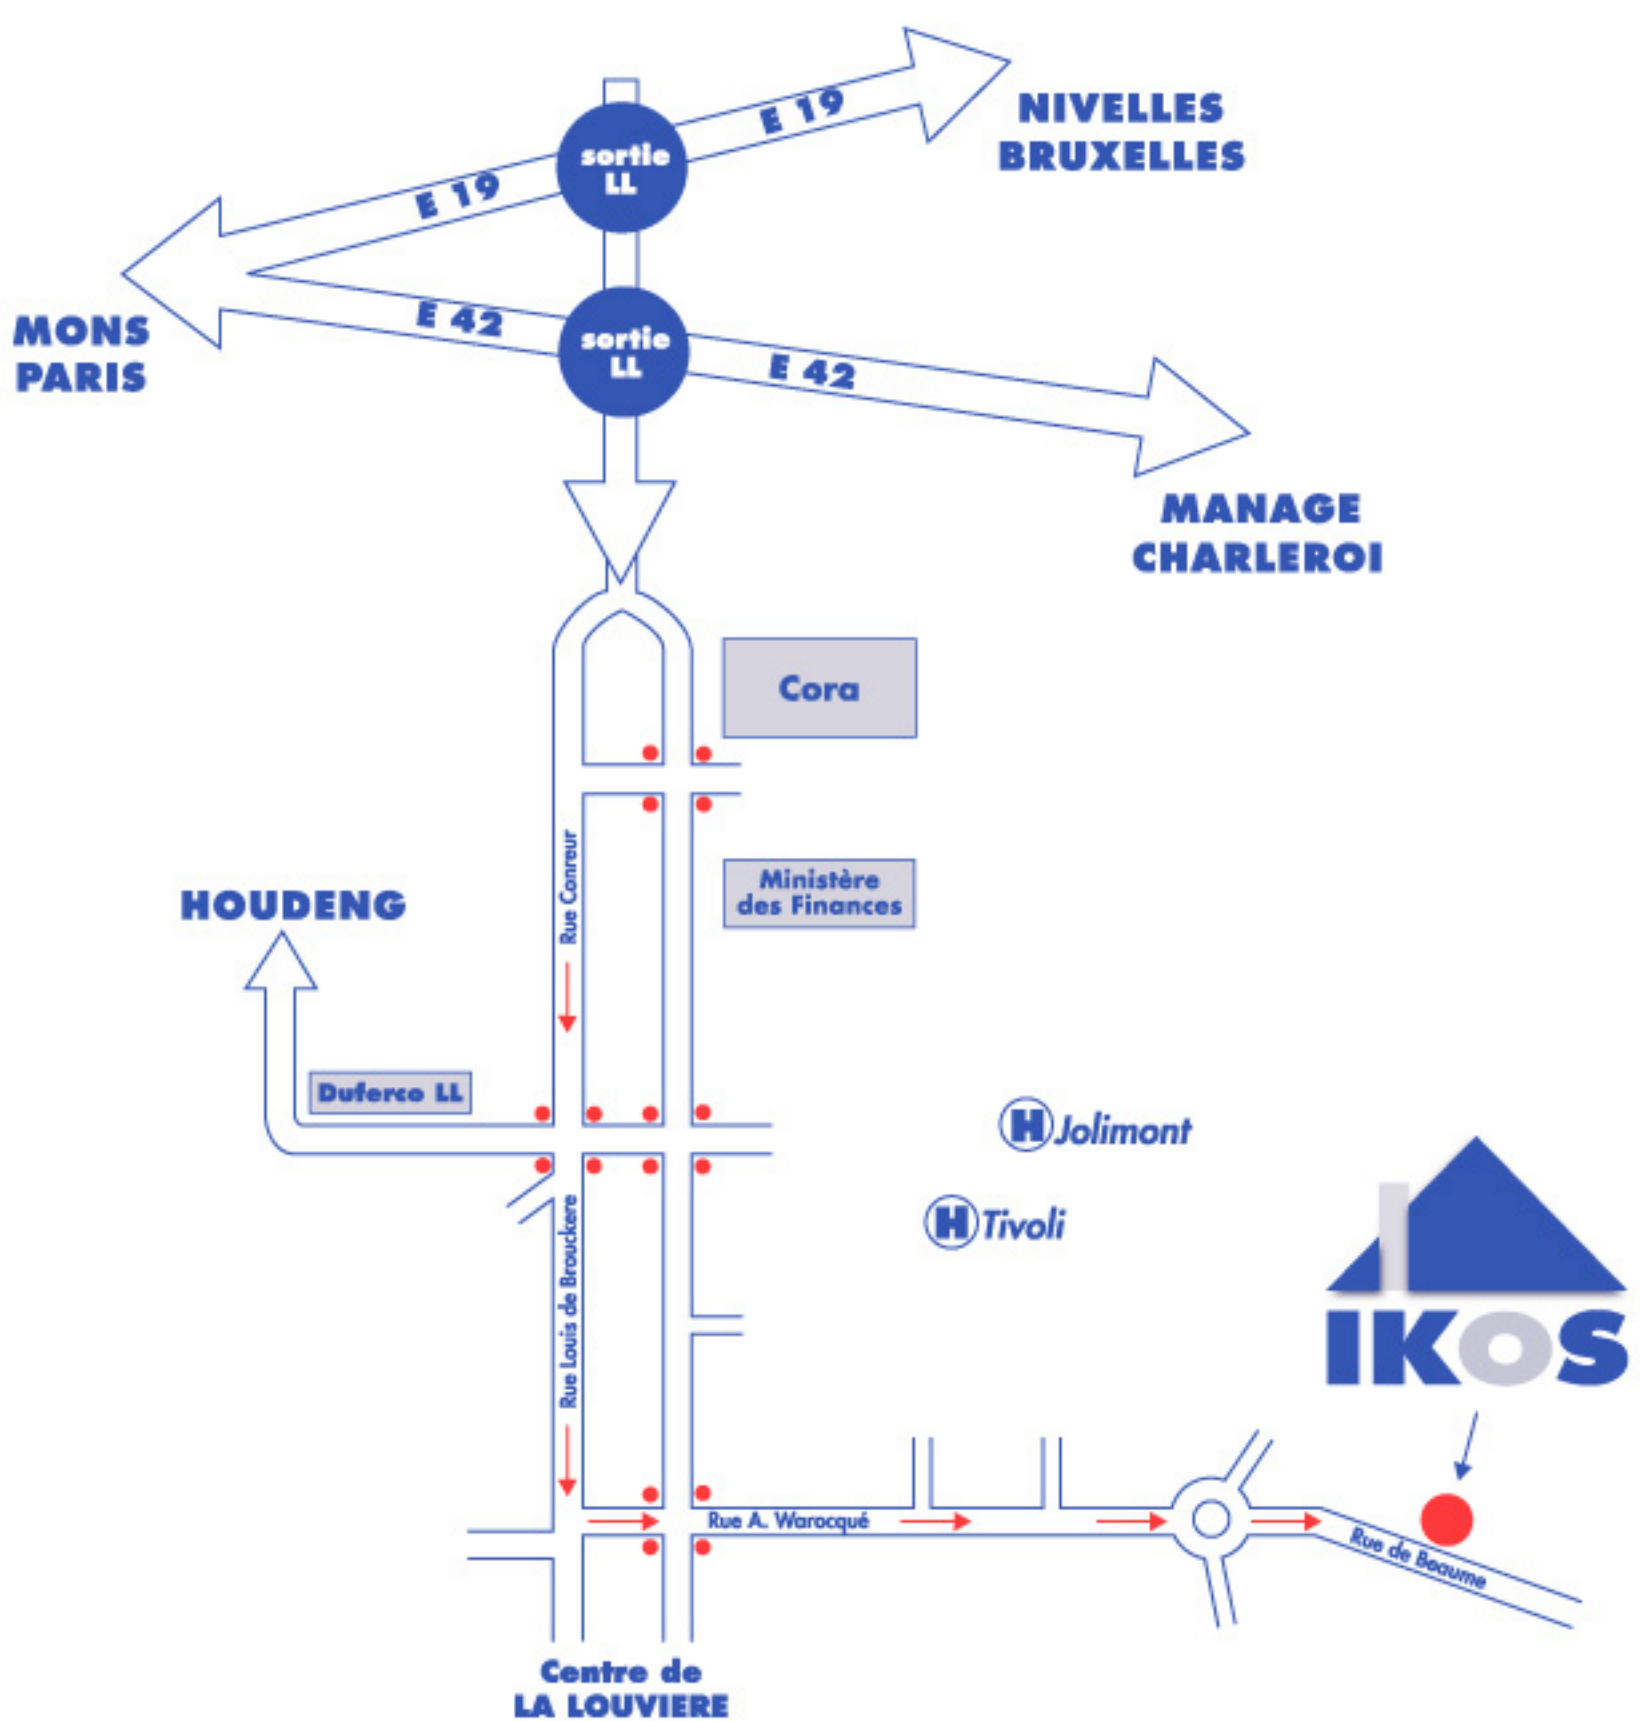 E 19
NIVELLES
BRUXELLES
sortie
LL
E 19
MONS
PARIS
E 42
sortie
LL
E 42
MANAGE
CHARLEROI
Cora
Rue Conreur
Ministère
des Finances
HOUDENG
Duferco LL
H Jolimont
H Tivoli
Rue Louis de Brouckere
IKOS
Rue A. Warocqué
Rue de Beaume
Centre de
LA LOUVIERE